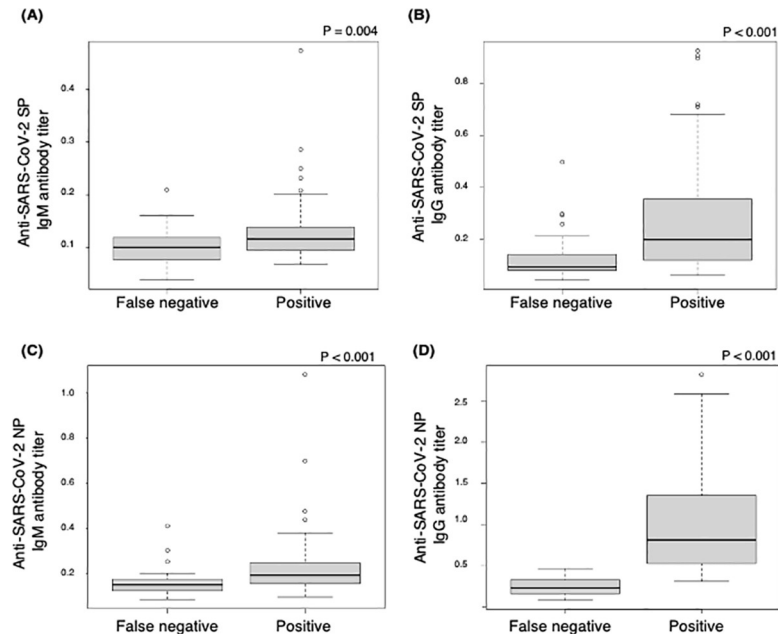 (A)
P = 0.004
Anti-SARS-CoV-2 SP
IgM antibody titer
0.4
0.3
0.2
0.1
False negative
Positive
(B)
P < 0.001
Anti-SARS-CoV-2 SP
IgG antibody titer
0.8
0.6
0.4
0.2
False negative
Positive
(C)
P < 0.001
Anti-SARS-CoV-2 NP
IgM antibody titer
1.0
0.8
0.6
0.4
0.2
False negative
Positive
(D)
P < 0.001
Anti-SARS-CoV-2 NP
IgG antibody titer
2.5
2.0
1.5
1.0
0.5
0.0
False negative
Positive